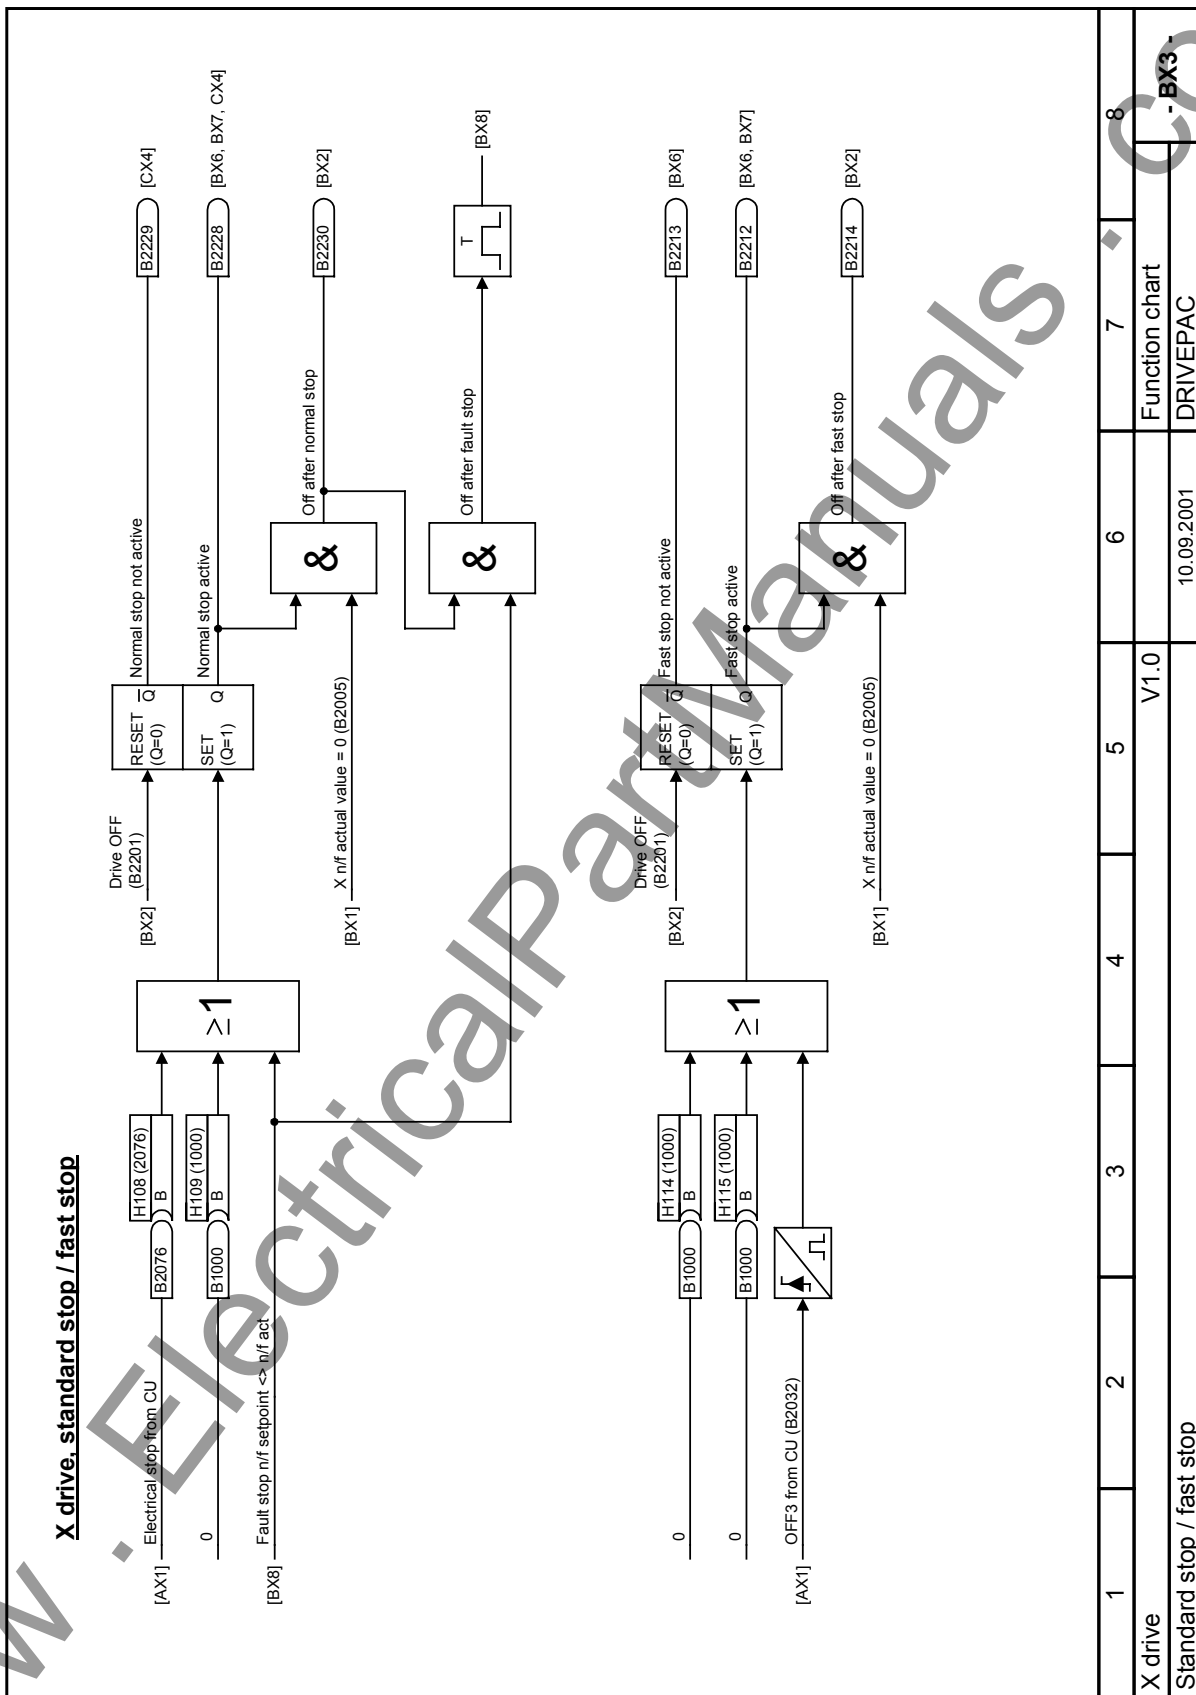 X drive, standard stop / fast stop
[AX1] Electrical stop from CU
B2076
H108 (2076)
B
0
B1000
H109 (1000)
B
[BX8] Fault stop n/f setpoint <> n/f act
≥1
[BX2]
Drive OFF
(B2201)
RESET Q
(Q=0)
SET Q
(Q=1)
Normal stop not active
B2229 [CX4]
Normal stop active
B2228 [BX6, BX7, CX4]
[BX1] X n/f actual value = 0 (B2005)
&
Off after normal stop
B2230 [BX2]
&
Off after fault stop
T
[BX8]
0
B1000
H114 (1000)
B
0
B1000
H115 (1000)
B
[AX1] OFF3 from CU (B2032)
≥1
[BX2]
Drive OFF
(B2201)
RESET Q
(Q=0)
SET Q
(Q=1)
Fast stop not active
B2213 [BX6]
Fast stop active
B2212 [BX6, BX7]
[BX1] X n/f actual value = 0 (B2005)
&
Off after fast stop
B2214 [BX2]
1 2 3 4 5 6 7 8
X drive V1.0 Function chart - BX3 -
Standard stop / fast stop 10.09.2001 DRIVEPAC
w . ElectricalPartManuals . co